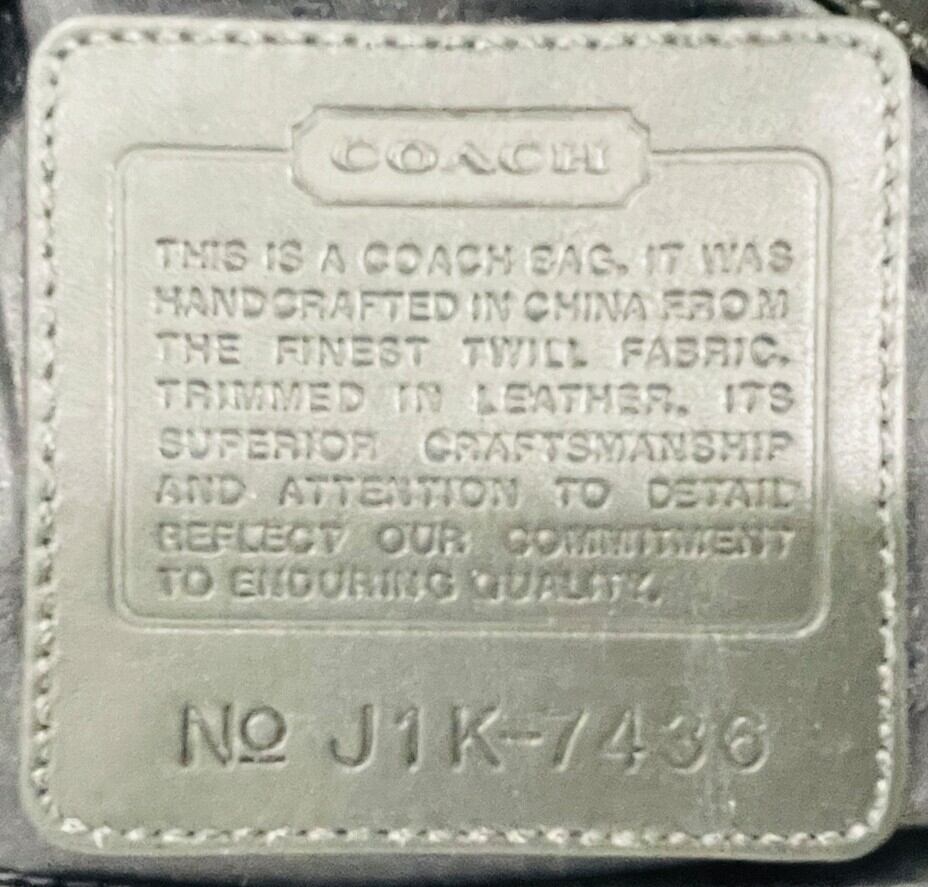 COACH
THIS IS A COACH BAG. IT WAS
HANDCRAFTED IN CHINA FROM
THE FINEST TWILL FABRIC.
TRIMMED IN LEATHER. ITS
SUPERIOR CRAFTSMANSHIP
AND ATTENTION TO DETAIL
REFLECT OUR COMMITMENT
TO ENDURING QUALITY.
Nº J1K-7436